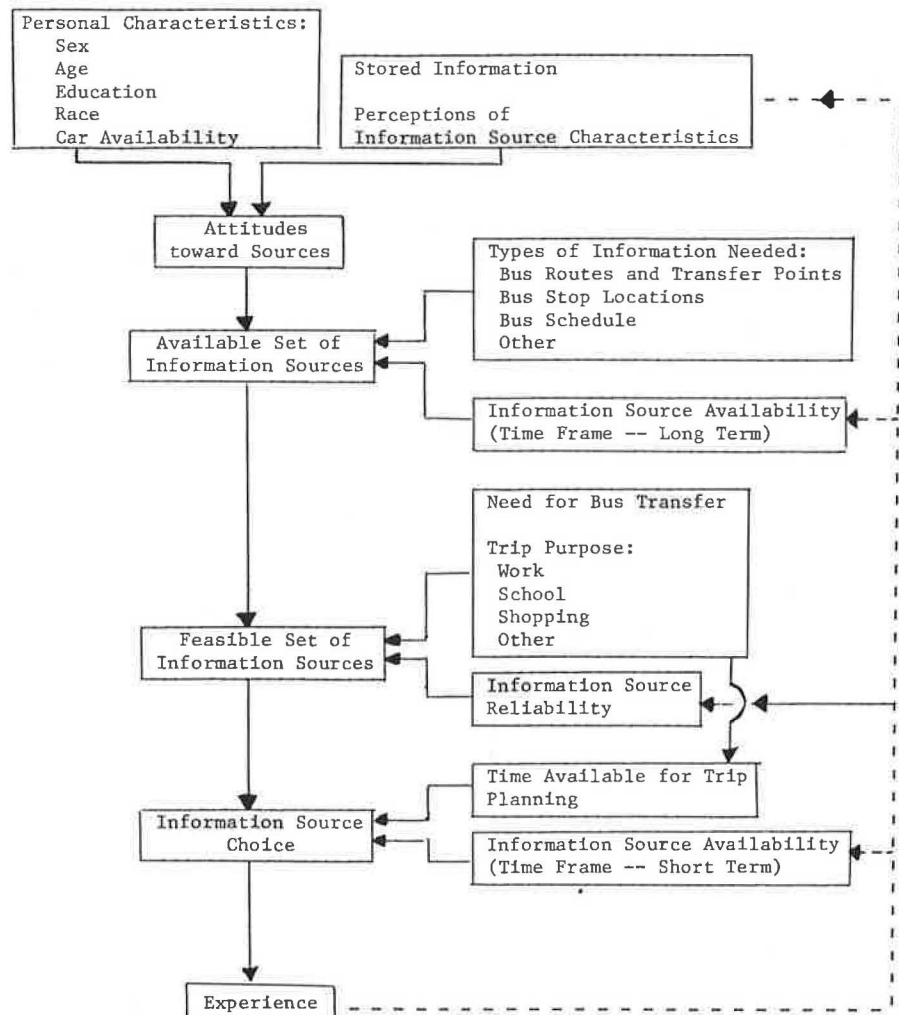 Personal Characteristics:
Sex
Age
Education
Race
Car Availability
Stored Information
Perceptions of
Information Source Characteristics
Attitudes
toward Sources
Types of Information Needed:
Bus Routes and Transfer Points
Bus Stop Locations
Bus Schedule
Other
Available Set of
Information Sources
Information Source Availability
(Time Frame -- Long Term)
Need for Bus Transfer
Trip Purpose:
Work
School
Shopping
Other
Feasible Set of
Information Sources
Information Source
Reliability
Time Available for Trip
Planning
Information Source
Choice
Information Source Availability
(Time Frame -- Short Term)
Experience